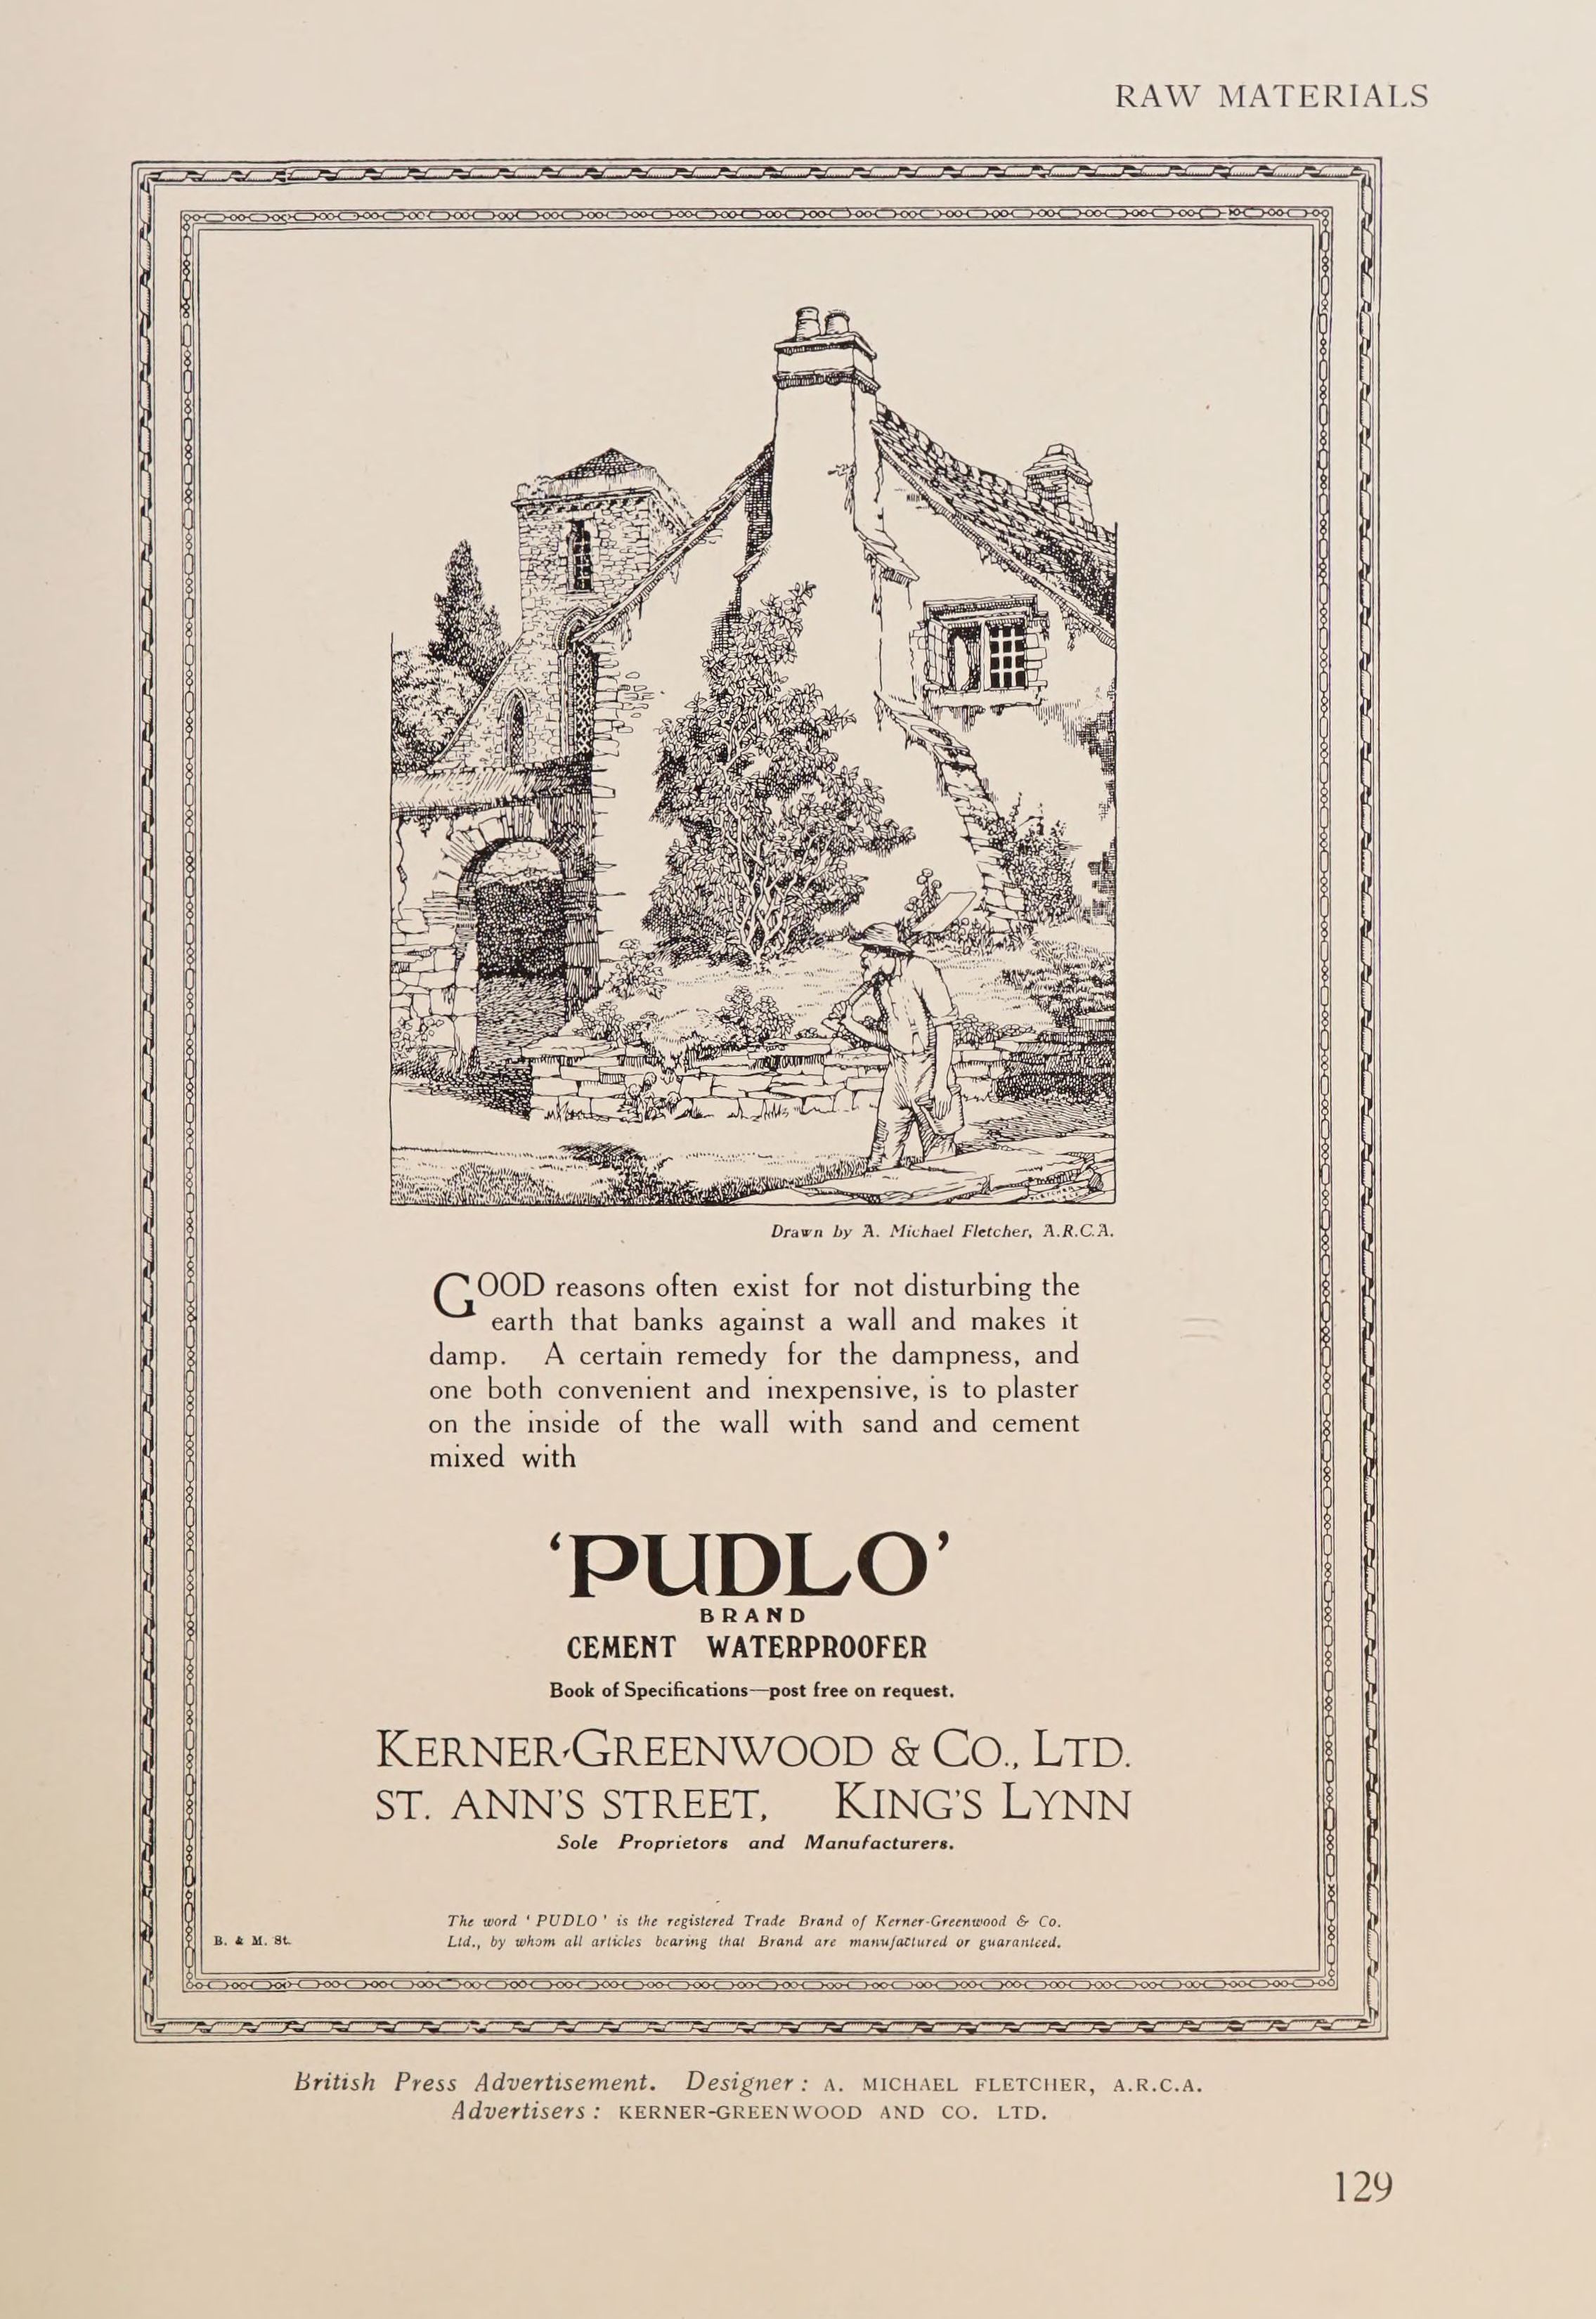 RAW MATERIALS
Drawn by A. Michael Fletcher, A.R.C.A.
GOOD reasons often exist for not disturbing the
earth that banks against a wall and makes it
damp. A certain remedy for the dampness, and
one both convenient and inexpensive, is to plaster
on the inside of the wall with sand and cement
mixed with
'PUDLO'
BRAND
CEMENT WATERPROOFER
Book of Specifications—post free on request.
KERNER-GREENWOOD & CO., LTD.
ST. ANN'S STREET, KING'S LYNN
Sole Proprietors and Manufacturers.
The word 'PUDLO' is the registered Trade Brand of Kerner-Greenwood & Co.
Ltd., by whom all articles bearing that Brand are manufactured or guaranteed.
B. & M. St.
British Press Advertisement. Designer: A. MICHAEL FLETCHER, A.R.C.A.
Advertisers: KERNER-GREENWOOD AND CO. LTD.
129